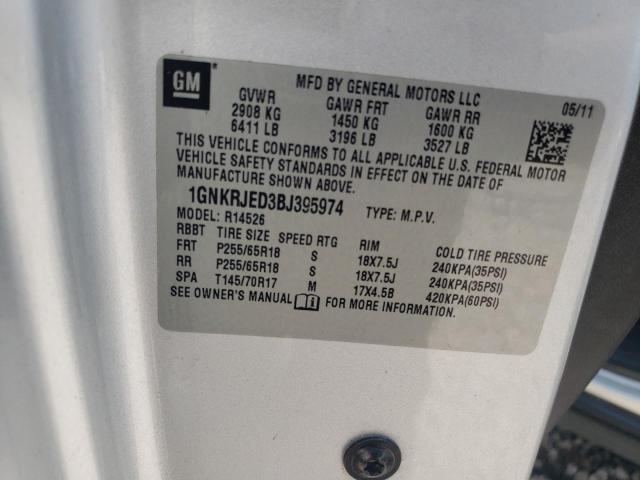 GM
MFD BY GENERAL MOTORS LLC
05/11
GVWR GAWR FRT GAWR RR
2908 KG 1450 KG 1600 KG
6411 LB 3196 LB 3527 LB
THIS VEHICLE CONFORMS TO ALL APPLICABLE U.S. FEDERAL MOTOR
VEHICLE SAFETY STANDARDS IN EFFECT ON THE DATE OF
MANUFACTURE SHOWN ABOVE.
1GNKRJED3BJ395974 TYPE: M.P.V.
MODEL: R14526
RBBT TIRE SIZE SPEED RTG RIM COLD TIRE PRESSURE
FRT P255/65R18 S 18X7.5J 240KPA(35PSI)
RR P255/65R18 S 18X7.5J 240KPA(35PSI)
SPA T145/70R17 M 17X4.5B 420KPA(60PSI)
SEE OWNER'S MANUAL FOR MORE INFORMATION.